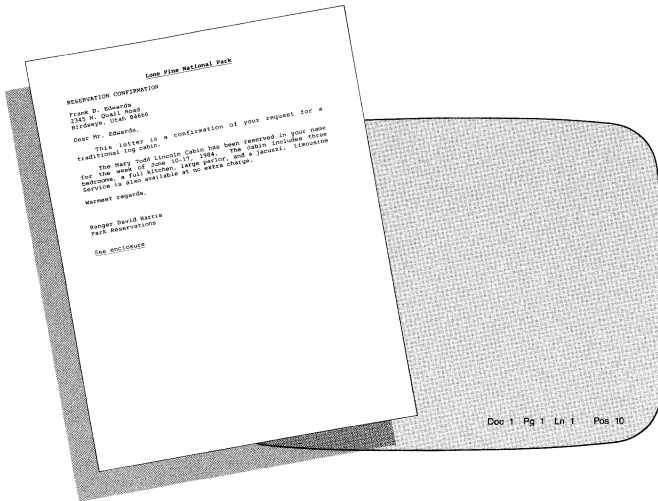 Lone Pine National Park
RESERVATION CONFIRMATION
Frank D. Edwards
2345 N. Quail Road
Birdseye, Utah 84666
Dear Mr. Edwards,
This letter is a confirmation of your request for a
traditional log cabin.
The Mary Todd Lincoln Cabin has been reserved in your name
for the week of June 10-17, 1984. The cabin includes three
bedrooms, a full kitchen, large parlor, and a jacuzzi. Limousine
Service is also available at no extra charge.
Warmest regards,
Ranger David Harris
Park Reservations
See enclosure
Doc 1 Pg 1 Ln 1 Pos 10